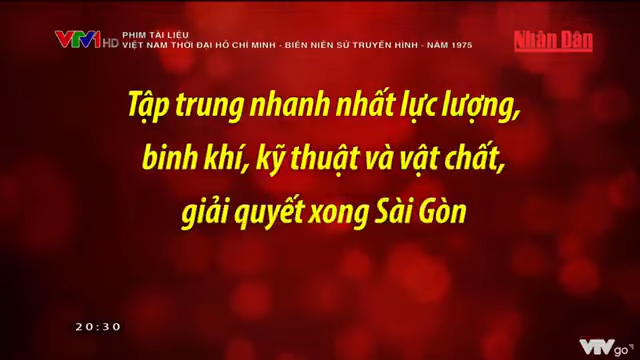 VTV1 HD
PHIM TÀI LIỆU
VIỆT NAM THỜI ĐẠI HỒ CHÍ MINH - BIÊN NIÊN SỬ TRUYỀN HÌNH - NĂM 1975
Nhân Dân
Tập trung nhanh nhất lực lượng,
binh khí, kỹ thuật và vật chất,
giải quyết xong Sài Gòn
20:30
VTV go